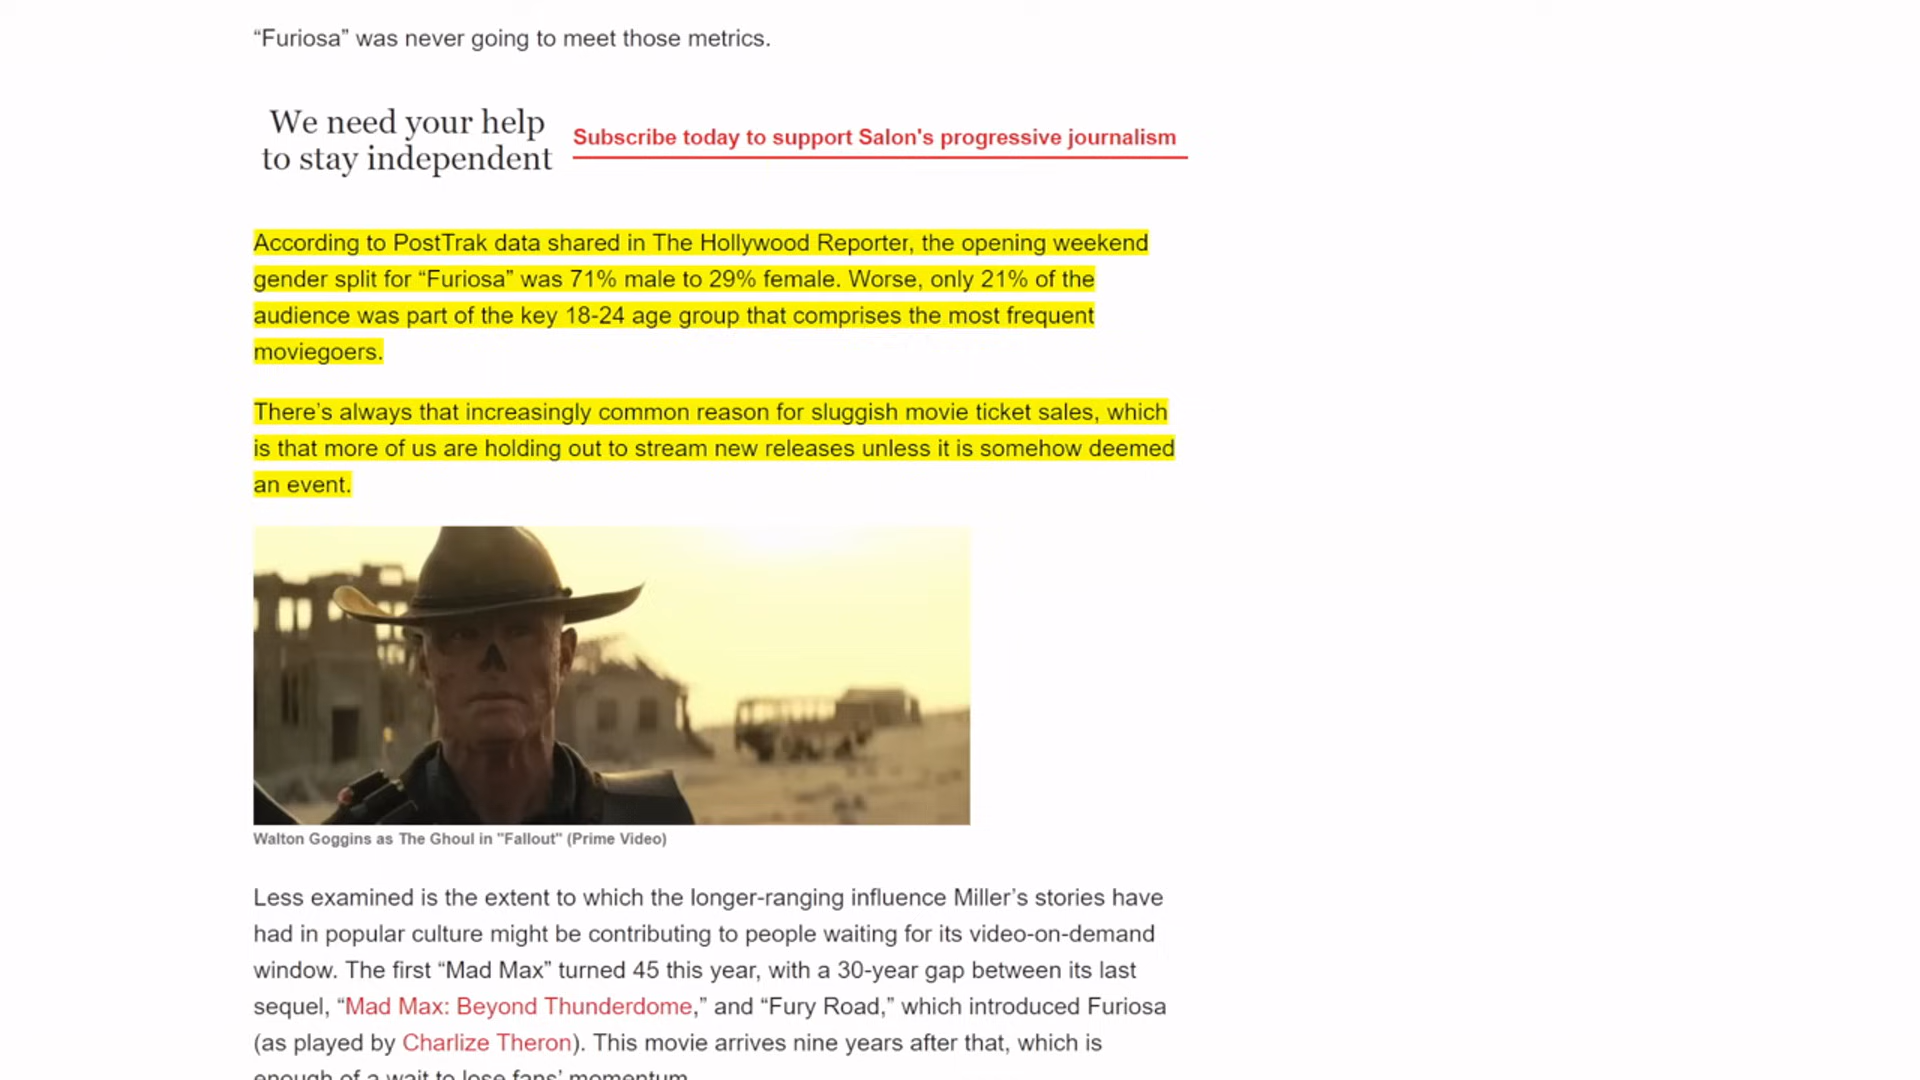 “Furiosa” was never going to meet those metrics.
We need your help
to stay independent
Subscribe today to support Salon's progressive journalism
According to PostTrak data shared in The Hollywood Reporter, the opening weekend
gender split for “Furiosa” was 71% male to 29% female. Worse, only 21% of the
audience was part of the key 18-24 age group that comprises the most frequent
moviegoers.
There’s always that increasingly common reason for sluggish movie ticket sales, which
is that more of us are holding out to stream new releases unless it is somehow deemed
an event.
Walton Goggins as The Ghoul in "Fallout" (Prime Video)
Less examined is the extent to which the longer-ranging influence Miller’s stories have
had in popular culture might be contributing to people waiting for its video-on-demand
window. The first “Mad Max” turned 45 this year, with a 30-year gap between its last
sequel, “Mad Max: Beyond Thunderdome,” and “Fury Road,” which introduced Furiosa
(as played by Charlize Theron). This movie arrives nine years after that, which is
enough of a wait to lose fans’ momentum.